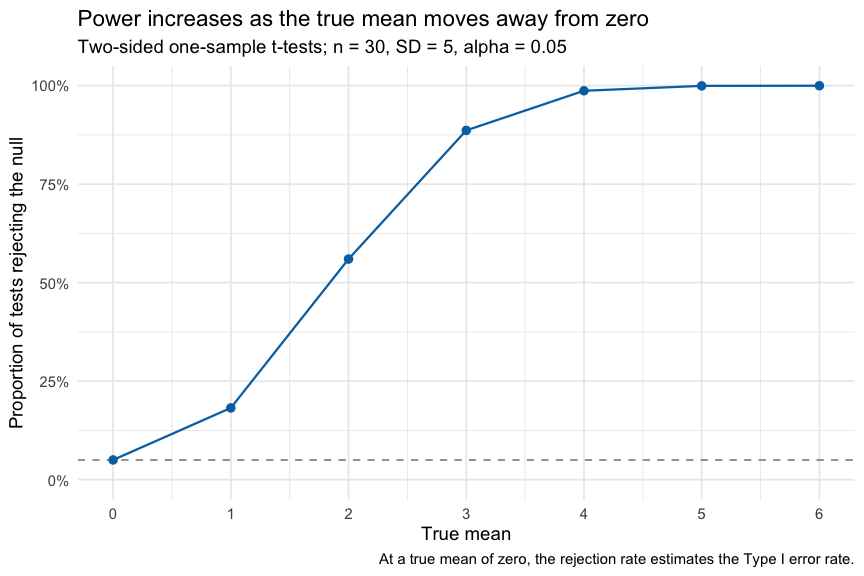 Power increases as the true mean moves away from zero
Two-sided one-sample t-tests; n = 30, SD = 5, alpha = 0.05
Proportion of tests rejecting the null
100%
75%
50%
25%
0%
0 1 2 3 4 5 6
True mean
At a true mean of zero, the rejection rate estimates the Type I error rate.